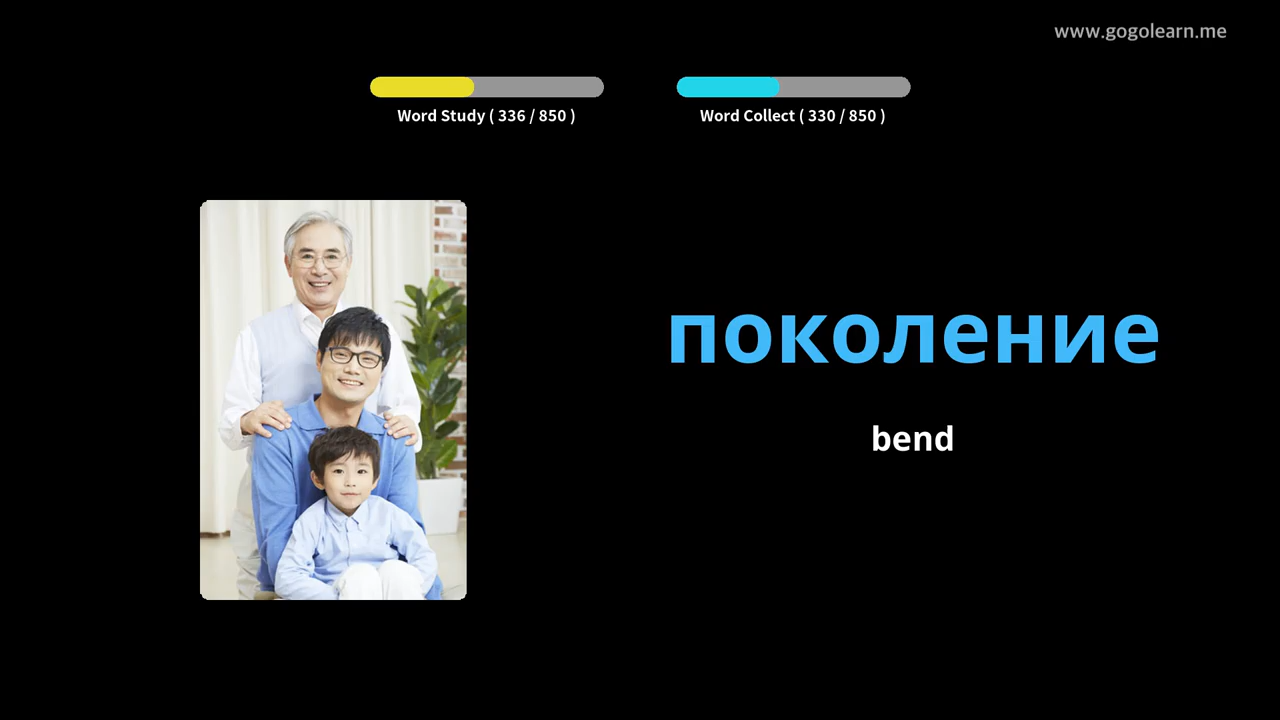 www.gogolearn.me
Word Study ( 336 / 850 )
Word Collect ( 330 / 850 )
поколение
bend